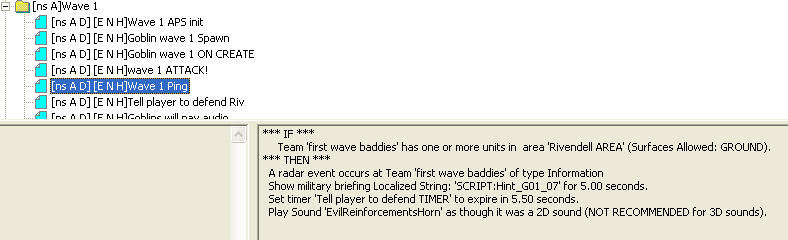 [ns A]Wave 1
[ns A D] [E N H]Wave 1 APS init
[ns A D] [E N H]Goblin wave 1 Spawn
[ns A D] [E N H]Goblin wave 1 ON CREATE
[ns A D] [E N H]wave 1 ATTACK!
[ns A D] [E N H]Wave 1 Ping
[ns A D] [E N H]Tell player to defend Riv
[ns A D] [E N H]Goblins will pay audio
*** IF ***
Team 'first wave baddies' has one or more units in  area 'Rivendell AREA' (Surfaces Allowed: GROUND).
*** THEN ***
A radar event occurs at Team 'first wave baddies' of type Information
Show military briefing Localized String: 'SCRIPT:Hint_G01_07' for 5.00 seconds.
Set timer 'Tell player to defend TIMER' to expire in 5.50 seconds.
Play Sound 'EvilReinforcementsHorn' as though it was a 2D sound (NOT RECOMMENDED for 3D sounds).